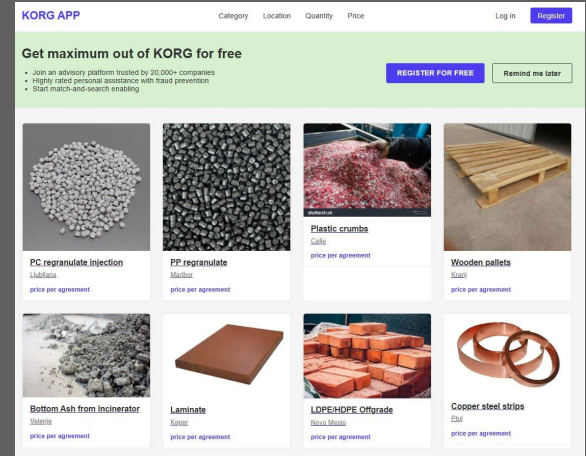 KORG APP
Category Location Quantity Price
Log in Register
Get maximum out of KORG for free
• Join an advisory platform trusted by 20,000+ companies
• Highly rated personal assistance with fraud prevention
• Start match-and-search enabling
REGISTER FOR FREE Remind me later
shutterstock
PC regranulate injection
Ljubljana
price per agreement
PP regranulate
Maribor
price per agreement
Plastic crumbs
Celje
price per agreement
Wooden pallets
Kranj
price per agreement
Bottom Ash from Incinerator
Velenje
price per agreement
Laminate
Koper
price per agreement
LDPE/HDPE Offgrade
Novo Mesto
price per agreement
Copper steel strips
Ptuj
price per agreement